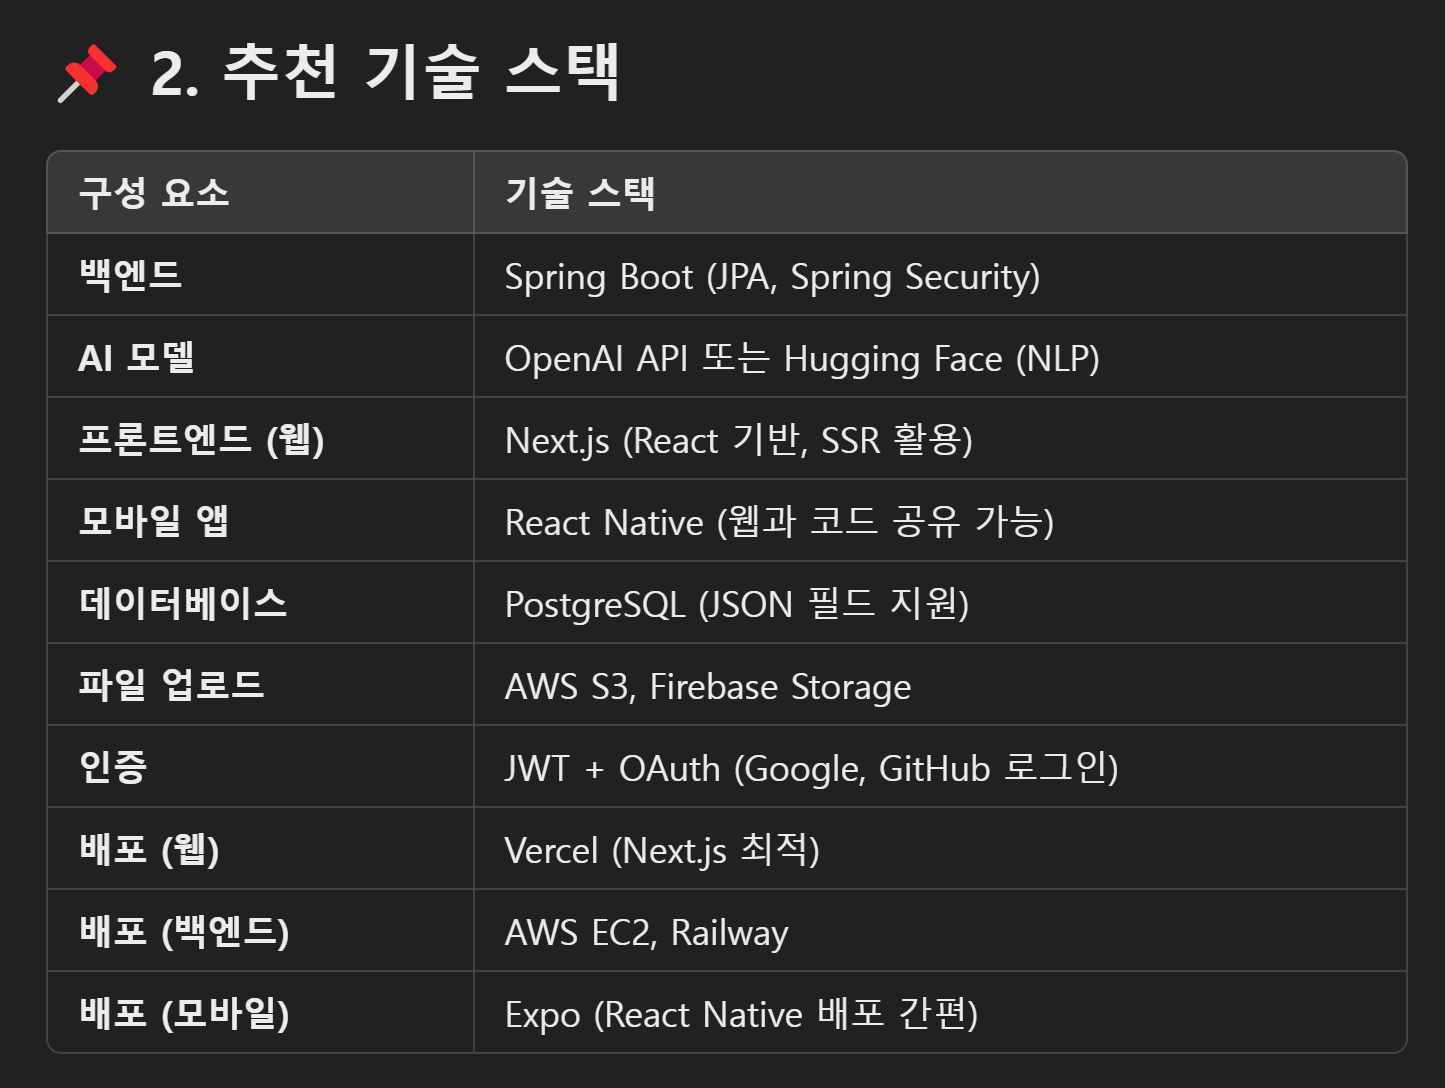 2. 추천 기술 스택
구성 요소 기술 스택
백엔드 Spring Boot (JPA, Spring Security)
AI 모델 OpenAI API 또는 Hugging Face (NLP)
프론트엔드 (웹) Next.js (React 기반, SSR 활용)
모바일 앱 React Native (웹과 코드 공유 가능)
데이터베이스 PostgreSQL (JSON 필드 지원)
파일 업로드 AWS S3, Firebase Storage
인증 JWT + OAuth (Google, GitHub 로그인)
배포 (웹) Vercel (Next.js 최적)
배포 (백엔드) AWS EC2, Railway
배포 (모바일) Expo (React Native 배포 간편)